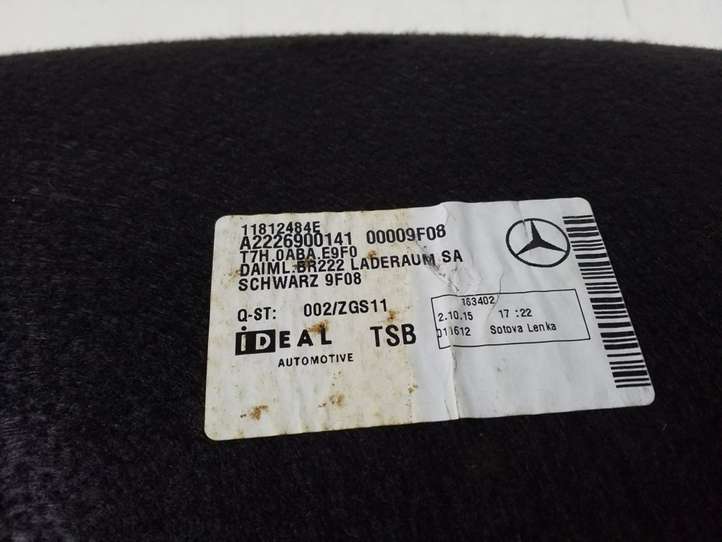 11812484E
A2226900141 00009F08
T7H.0ABA.E9F0
DAIML.BR222 LADERAUM SA
SCHWARZ 9F08
Q-ST: 002/ZGS11
163402
2.10.15 17:22
Sotova Lenka
iDEAL TSB
AUTOMOTIVE